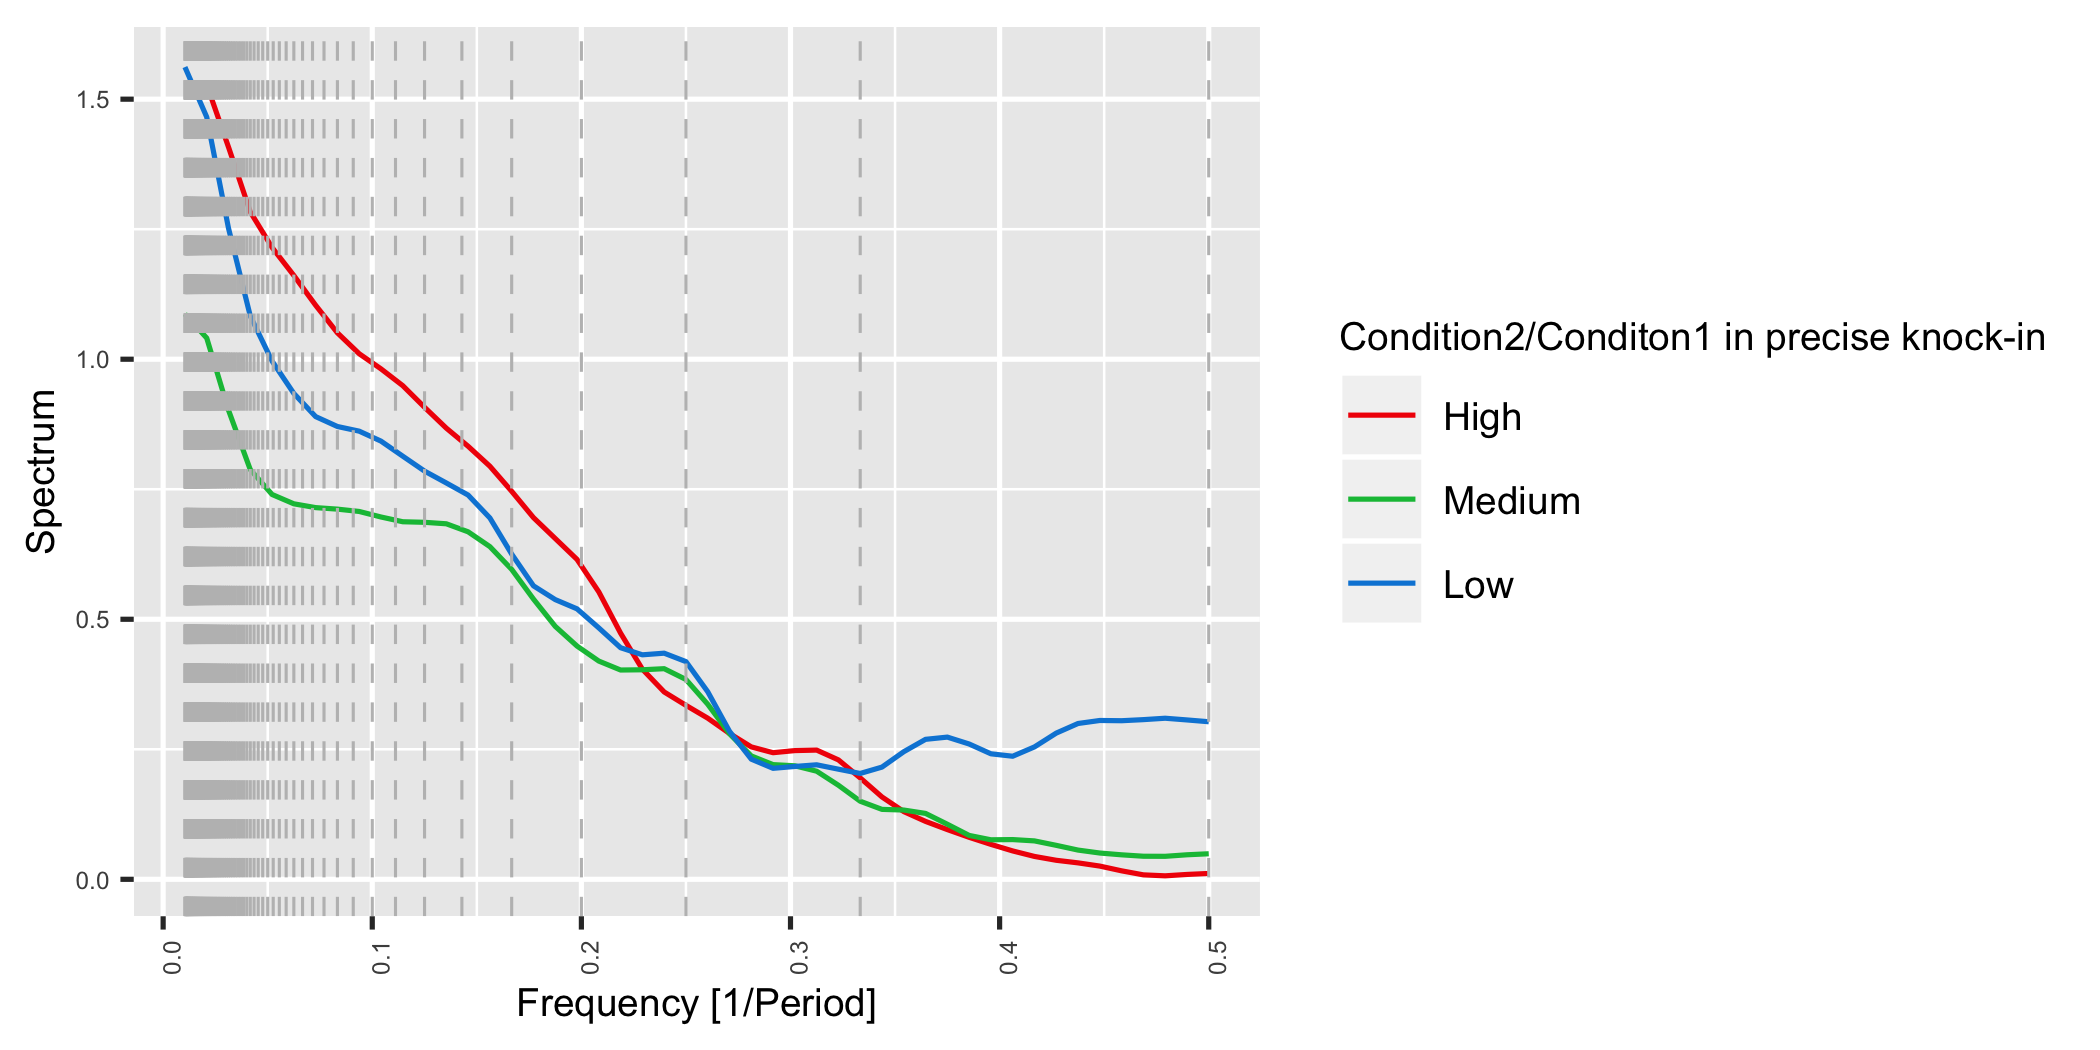 Spectrum
1.5
1.0
0.5
0.0
0.0
0.1
0.2
0.3
0.4
0.5
Frequency [1/Period]
Condition2/Conditon1 in precise knock-in
High
Medium
Low